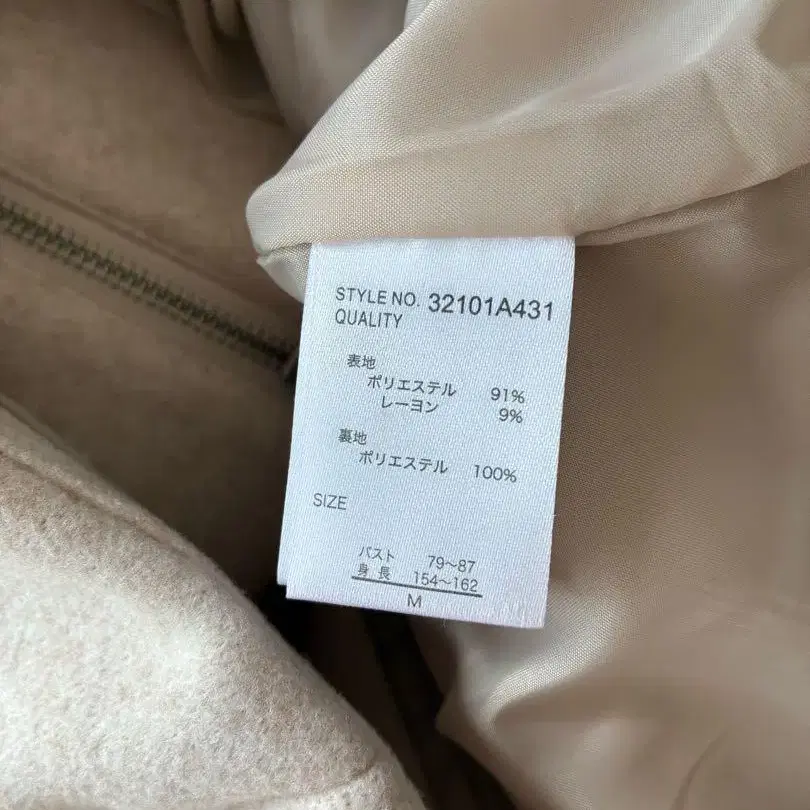 STYLE NO. 32101A431
QUALITY
表地
ポリエステル 91%
レーヨン 9%
裏地
ポリエステル 100%
SIZE
バスト 79~87
身長 154~162
M